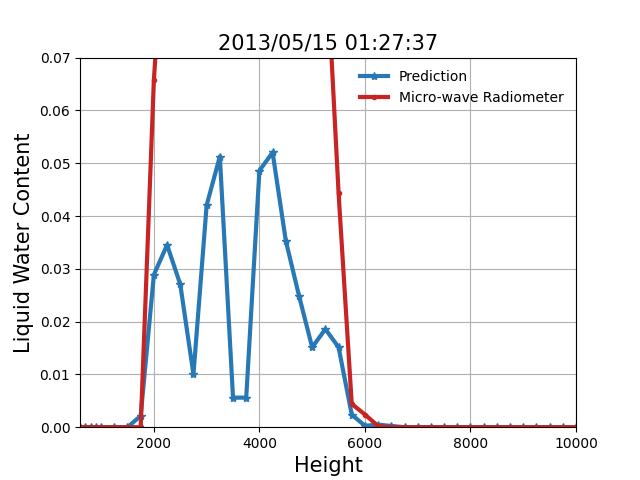 2013/05/15 01:27:37
0.07
0.06
0.05
0.04
0.03
0.02
0.01
0.00
Liquid Water Content
Prediction
Micro-wave Radiometer
2000 4000 6000 8000 10000
Height